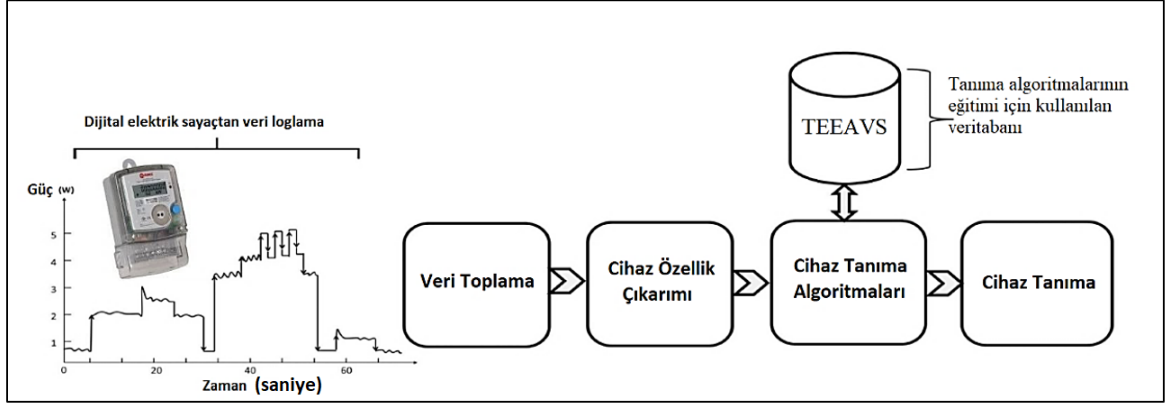 Dijital elektrik sayaçtan veri loglama
Güç (W)
5
4
3
2
1
0
20
40
60
Zaman (saniye)
Veri Toplama
Cihaz Özellik
Çıkarımı
Cihaz Tanıma
Algoritmaları
Cihaz Tanıma
TEEAVS
Tanıma algoritmalarının
eğitimi için kullanılan
veritabanı